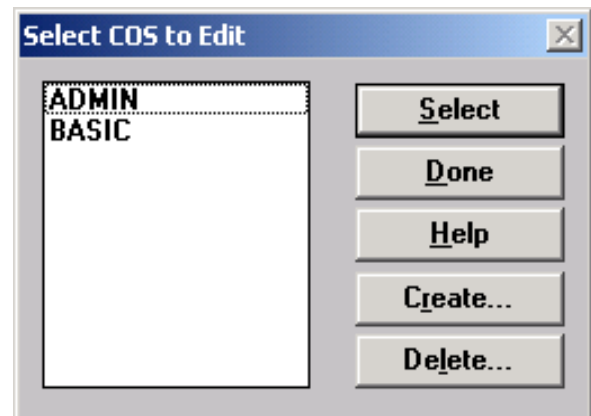 Select COS to Edit
ADMIN
BASIC
Select
Done
Help
Create...
Delete...